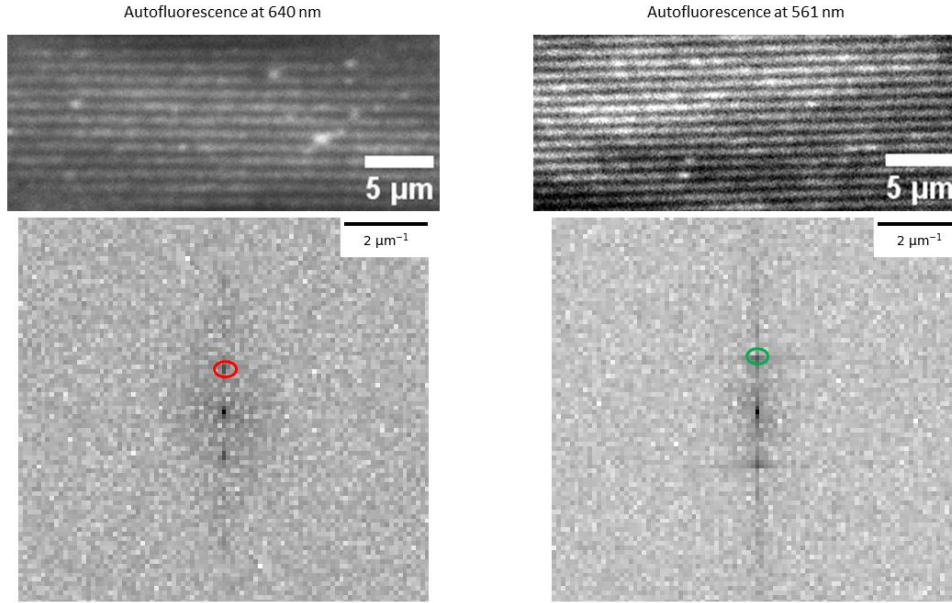 Autofluorescence at 640 nm
Autofluorescence at 561 nm
5 μm
5 μm
2 μm⁻¹
2 μm⁻¹